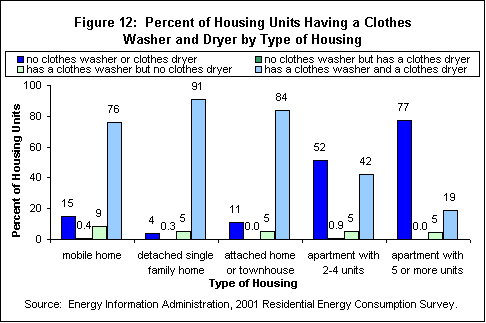 Figure 12: Percent of Housing Units Having a Clothes
Washer and Dryer by Type of Housing
no clothes washer or clothes dryer
no clothes washer but has a clothes dryer
has a clothes washer but no clothes dryer
has a clothes washer and a clothes dryer
Percent of Housing Units
100
80
60
40
20
0
15
0.4
9
76
4
0.3
5
91
11
0.0
5
84
52
0.9
5
42
77
0.0
5
19
mobile home
detached single
family home
attached home
or townhouse
apartment with
2-4 units
apartment with
5 or more units
Type of Housing
Source: Energy Information Administration, 2001 Residential Energy Consumption Survey.